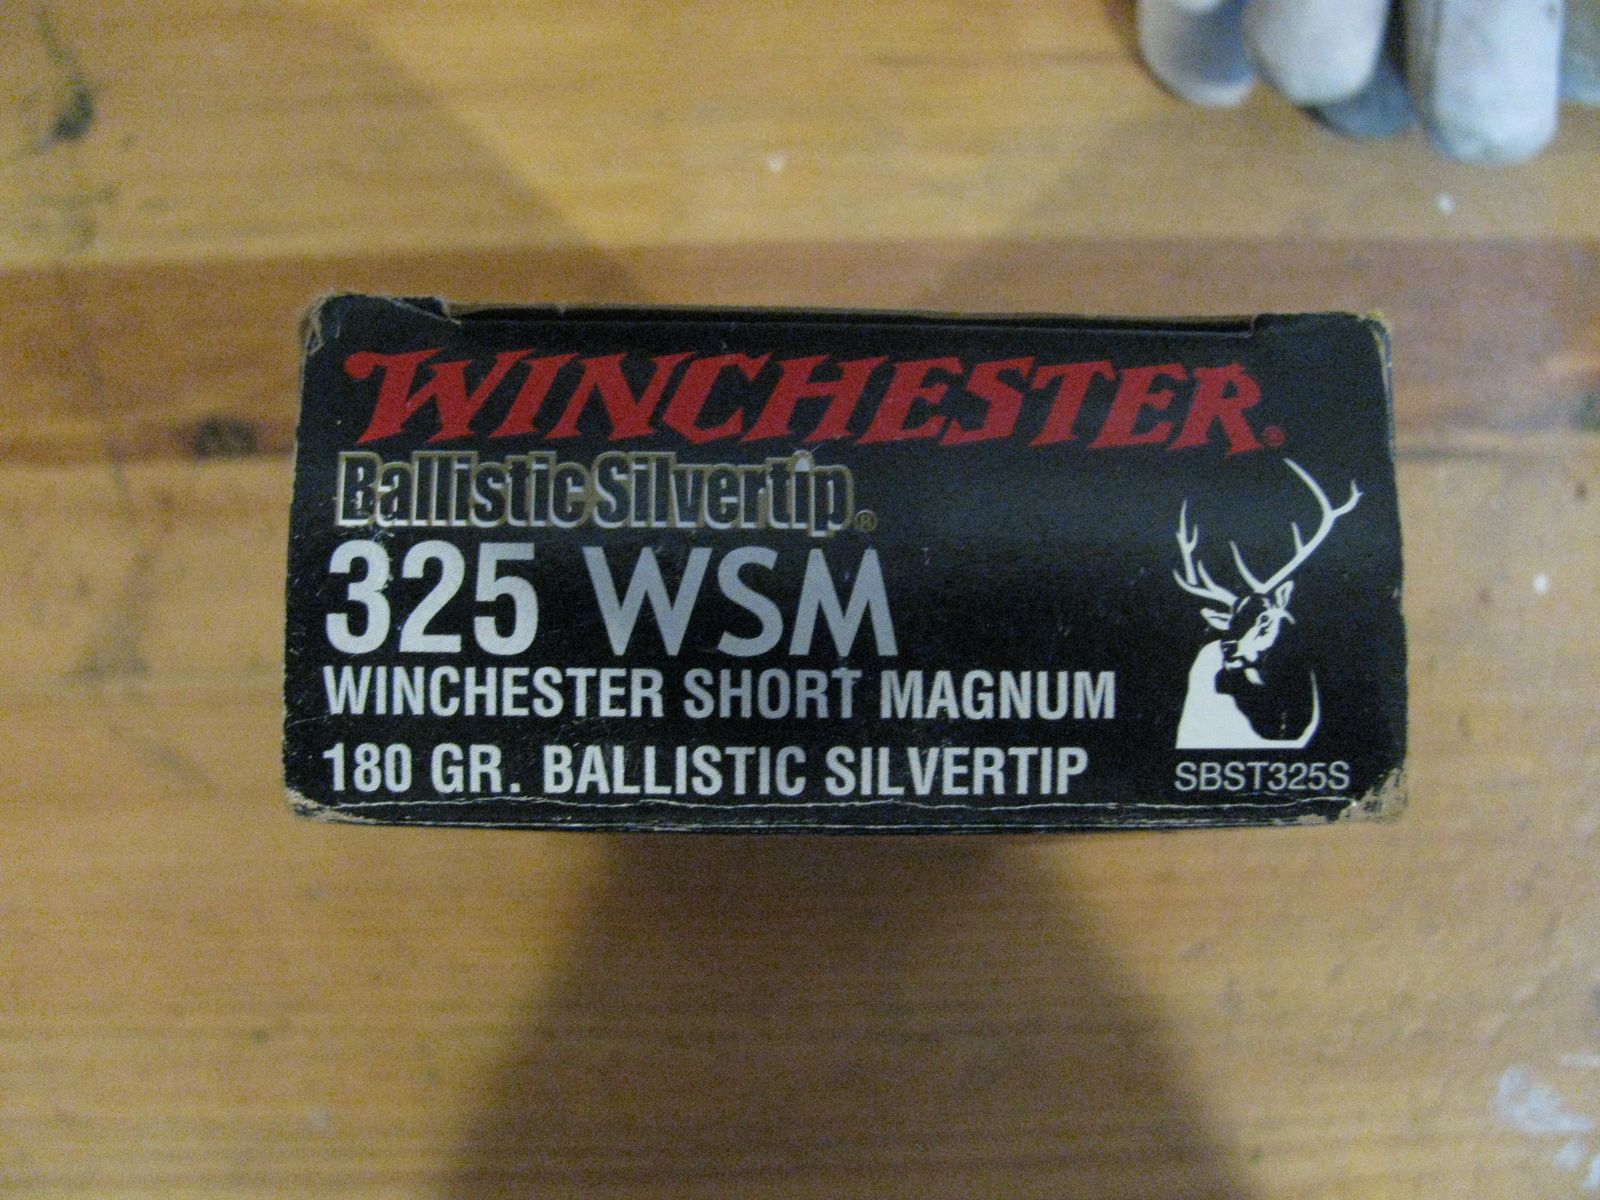 WINCHESTER®
Ballistic Silvertip®
325 WSM
WINCHESTER SHORT MAGNUM
180 GR. BALLISTIC SILVERTIP
SBST325S